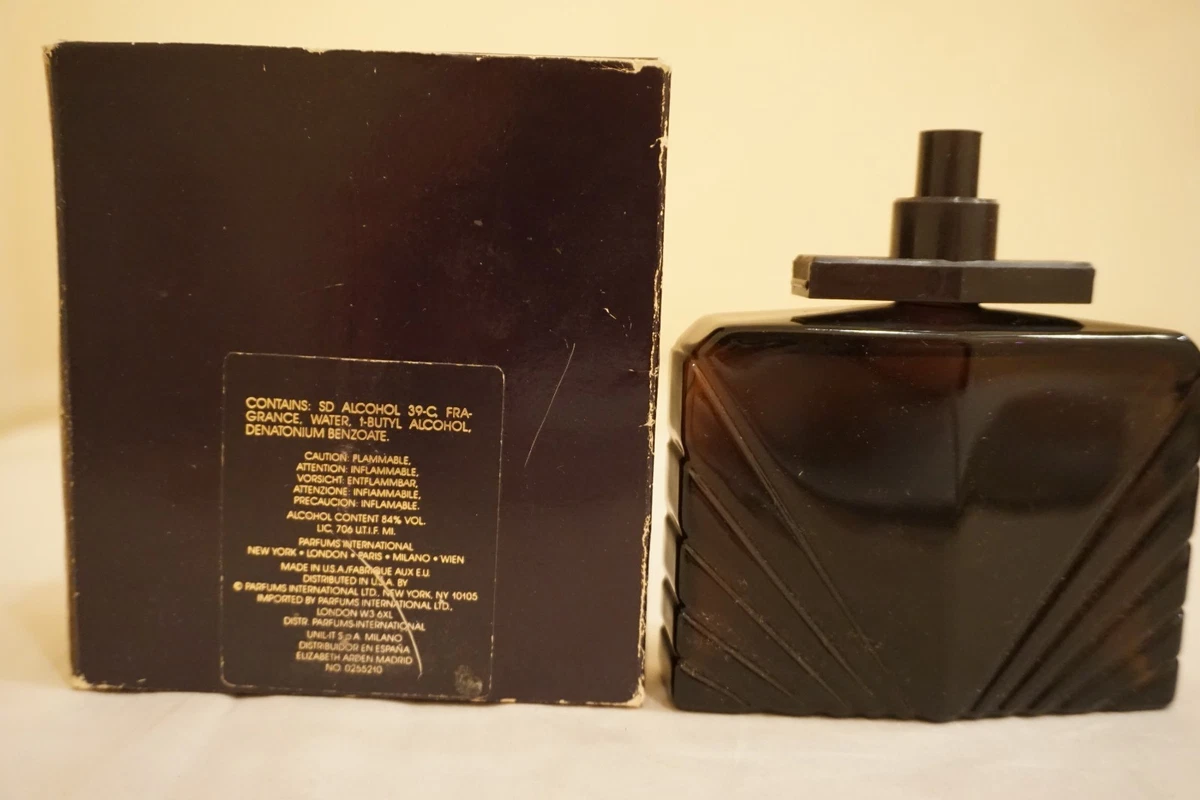 CONTAINS: SD ALCOHOL 39-C, FRA-
GRANCE, WATER, 1-BUTYL ALCOHOL,
DENATONIUM BENZOATE.
CAUTION: FLAMMABLE,
ATTENTION: INFLAMMABLE,
VORSICHT: ENTFLAMMBAR,
ATTENZIONE: INFIAMMABILE,
PRECAUCION: INFLAMABLE.
ALCOHOL CONTENT 84% VOL.
LIC. 706 U.T.I.F. MI.
PARFUMS INTERNATIONAL
NEW YORK • LONDON • PARIS • MILANO • WIEN
MADE IN U.S.A./FABRIQUE AUX E.U.
DISTRIBUTED IN U.S.A. BY
© PARFUMS INTERNATIONAL LTD., NEW YORK, NY 10105
IMPORTED BY PARFUMS INTERNATIONAL LTD.,
LONDON W3 6XL
DISTR. PARFUMS-INTERNATIONAL
UNIL-IT S.p.A. MILANO
DISTRIBUIDOR EN ESPAÑA
ELIZABETH ARDEN MADRID
NO. 0255210